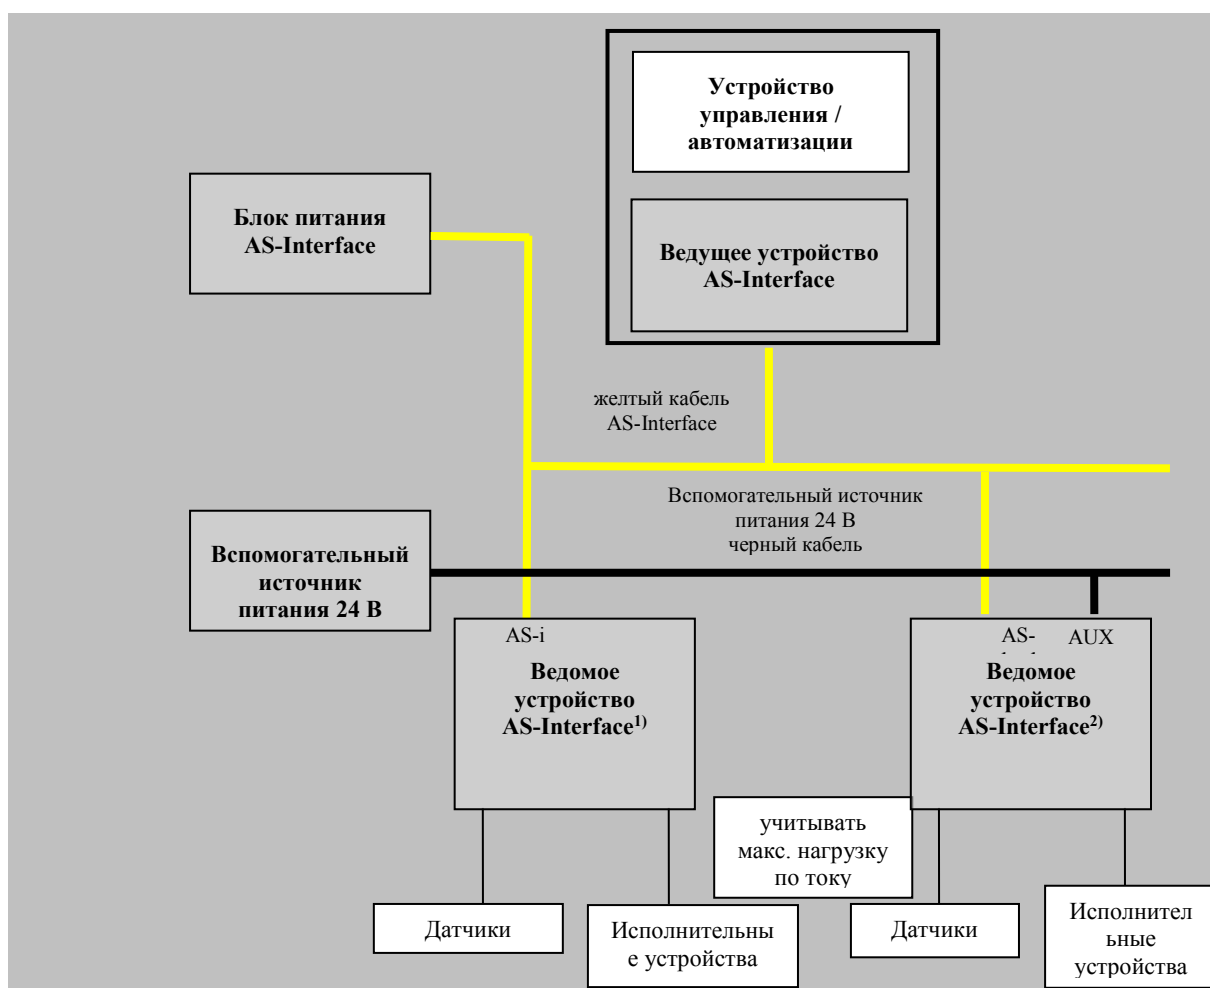 Устройство
управления /
автоматизации
Блок питания
AS-Interface
Ведущее устройство
AS-Interface
желтый кабель
AS-Interface
Вспомогательный источник
питания 24 В
черный кабель
Вспомогательный
источник
питания 24 В
AS-i
Ведомое
устройство
AS-Interface1)
AS-
AUX
Ведомое
устройство
AS-Interface2)
учитывать
макс. нагрузку
по току
Датчики
Исполнительны
е устройства
Датчики
Исполнител
ьные
устройства